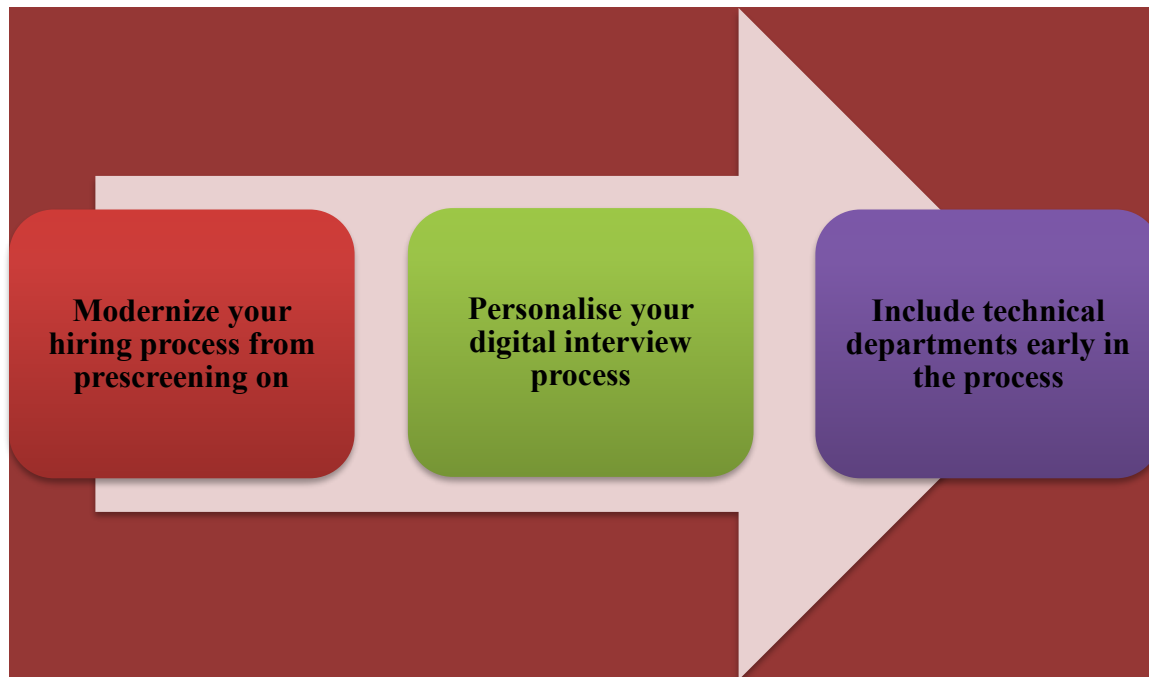 Modernize your
hiring process from
prescreening on
Personalise your
digital interview
process
Include technical
departments early in
the process